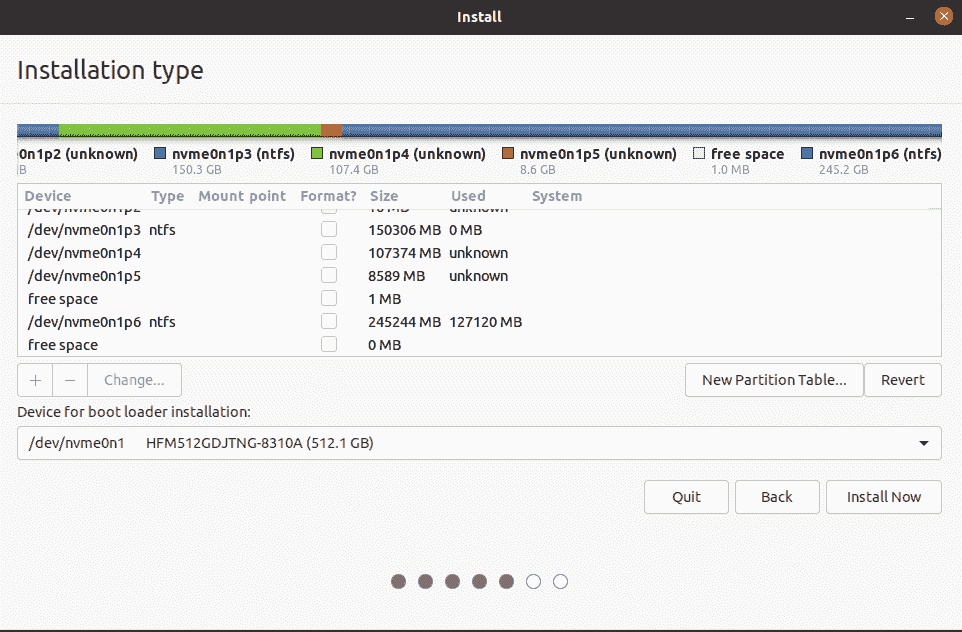 Install
Installation type
0n1p2 (unknown) nvme0n1p3 (ntfs) nvme0n1p4 (unknown) nvme0n1p5 (unknown) free space nvme0n1p6 (ntfs)
B 150.3 GB 107.4 GB 8.6 GB 1.0 MB 245.2 GB
Device Type Mount point Format? Size Used System
/dev/nvme0n1p2 16 MB unknown
/dev/nvme0n1p3 ntfs 150306 MB 0 MB
/dev/nvme0n1p4 107374 MB unknown
/dev/nvme0n1p5 8589 MB unknown
free space 1 MB
/dev/nvme0n1p6 ntfs 245244 MB 127120 MB
free space 0 MB
+ − Change... New Partition Table... Revert
Device for boot loader installation:
/dev/nvme0n1 HFM512GDJTNG-8310A (512.1 GB)
Quit Back Install Now